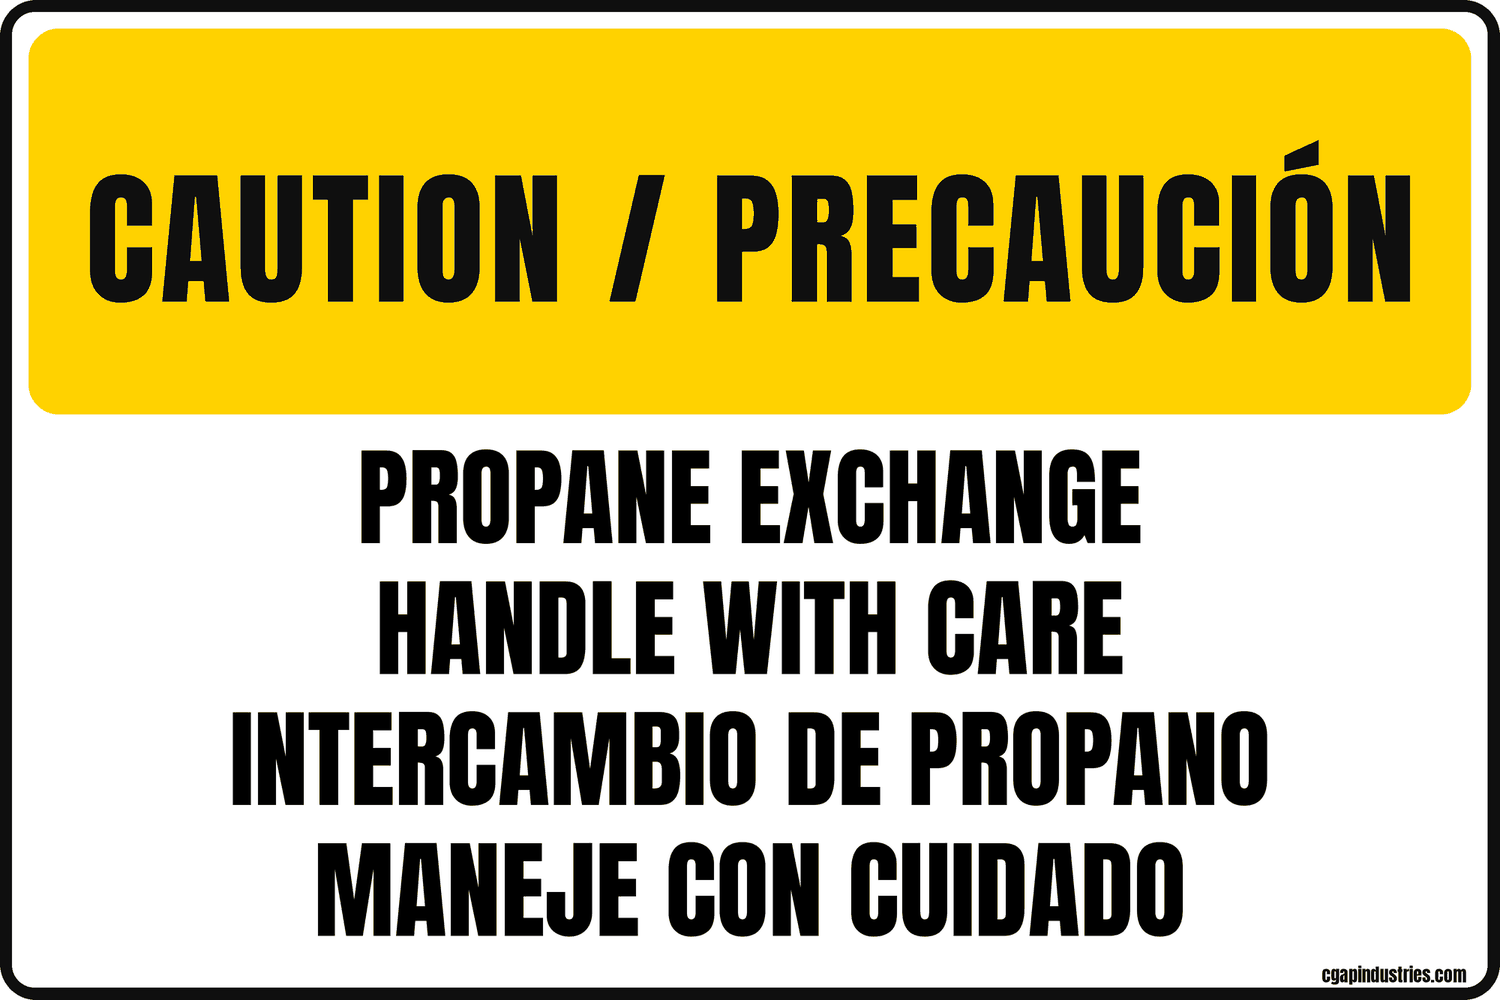 CAUTION / PRECAUCIÓN
PROPANE EXCHANGE
HANDLE WITH CARE
INTERCAMBIO DE PROPANO
MANEJE CON CUIDADO
cgapindustries.com